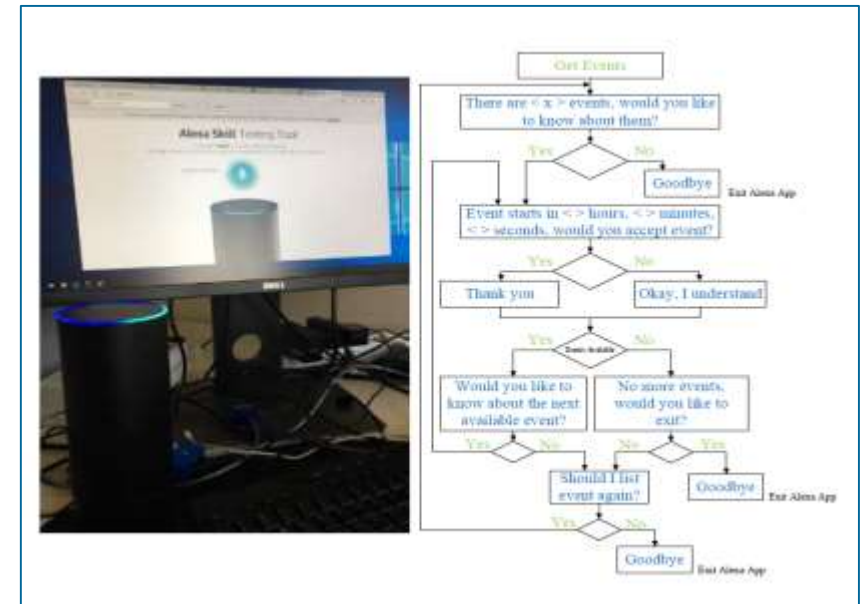 Alexa Skill Testing Tool
DELL
Get Events
There are < x > events, would you like
to know about them?
Yes
No
Goodbye
Exit Alexa App
Event starts in < > hours, < > minutes,
< > seconds, would you accept event?
Yes
No
Thank you
Okay, I understand
Yes
Events Available
No
Would you like to
know about the next
available event?
No more events,
would you like to
exit?
Yes
No
No
Yes
Should I list
event again?
Goodbye
Exit Alexa App
Yes
No
Goodbye
Exit Alexa App